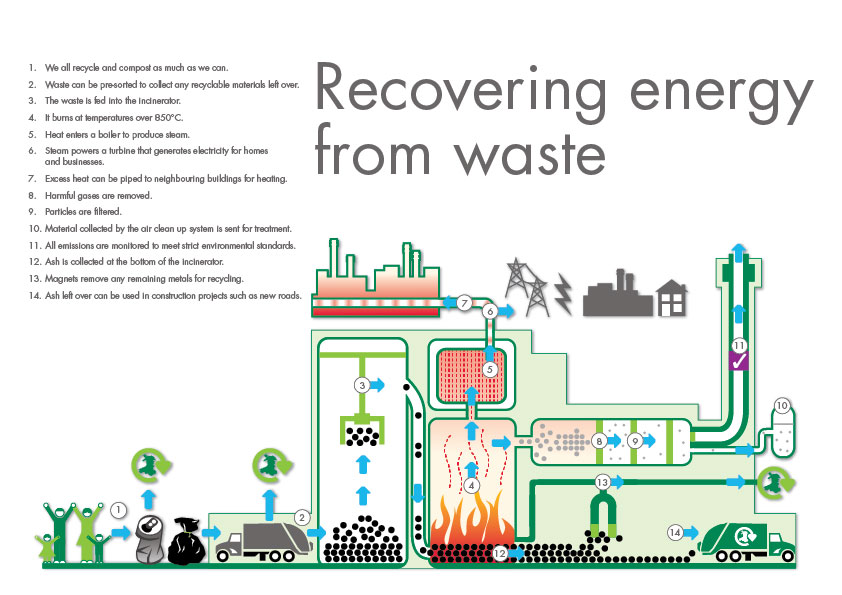 Recovering energy
from waste
1. We all recycle and compost as much as we can.
2. Waste can be pre-sorted to collect any recyclable materials left over.
3. The waste is fed into the incinerator.
4. It burns at temperatures over 850°C.
5. Heat enters a boiler to produce steam.
6. Steam powers a turbine that generates electricity for homes
and businesses.
7. Excess heat can be piped to neighbouring buildings for heating.
8. Harmful gases are removed.
9. Particles are filtered.
10. Material collected by the air clean up system is sent for treatment.
11. All emissions are monitored to meet strict environmental standards.
12. Ash is collected at the bottom of the incinerator.
13. Magnets remove any remaining metals for recycling.
14. Ash left over can be used in construction projects such as new roads.
7
6
11
5
3
10
8
9
4
13
1
2
14
12